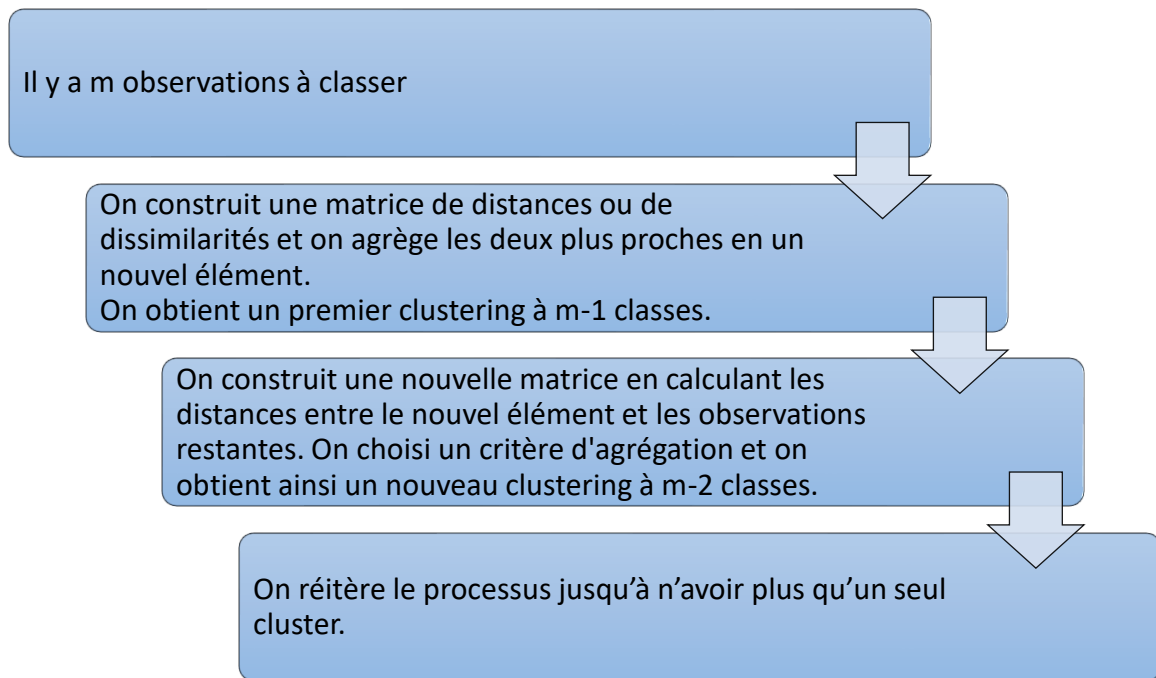 Il y a m observations à classer
On construit une matrice de distances ou de
dissimilarités et on agrège les deux plus proches en un
nouvel élément.
On obtient un premier clustering à m-1 classes.
On construit une nouvelle matrice en calculant les
distances entre le nouvel élément et les observations
restantes. On choisi un critère d'agrégation et on
obtient ainsi un nouveau clustering à m-2 classes.
On réitère le processus jusqu’à n’avoir plus qu’un seul
cluster.